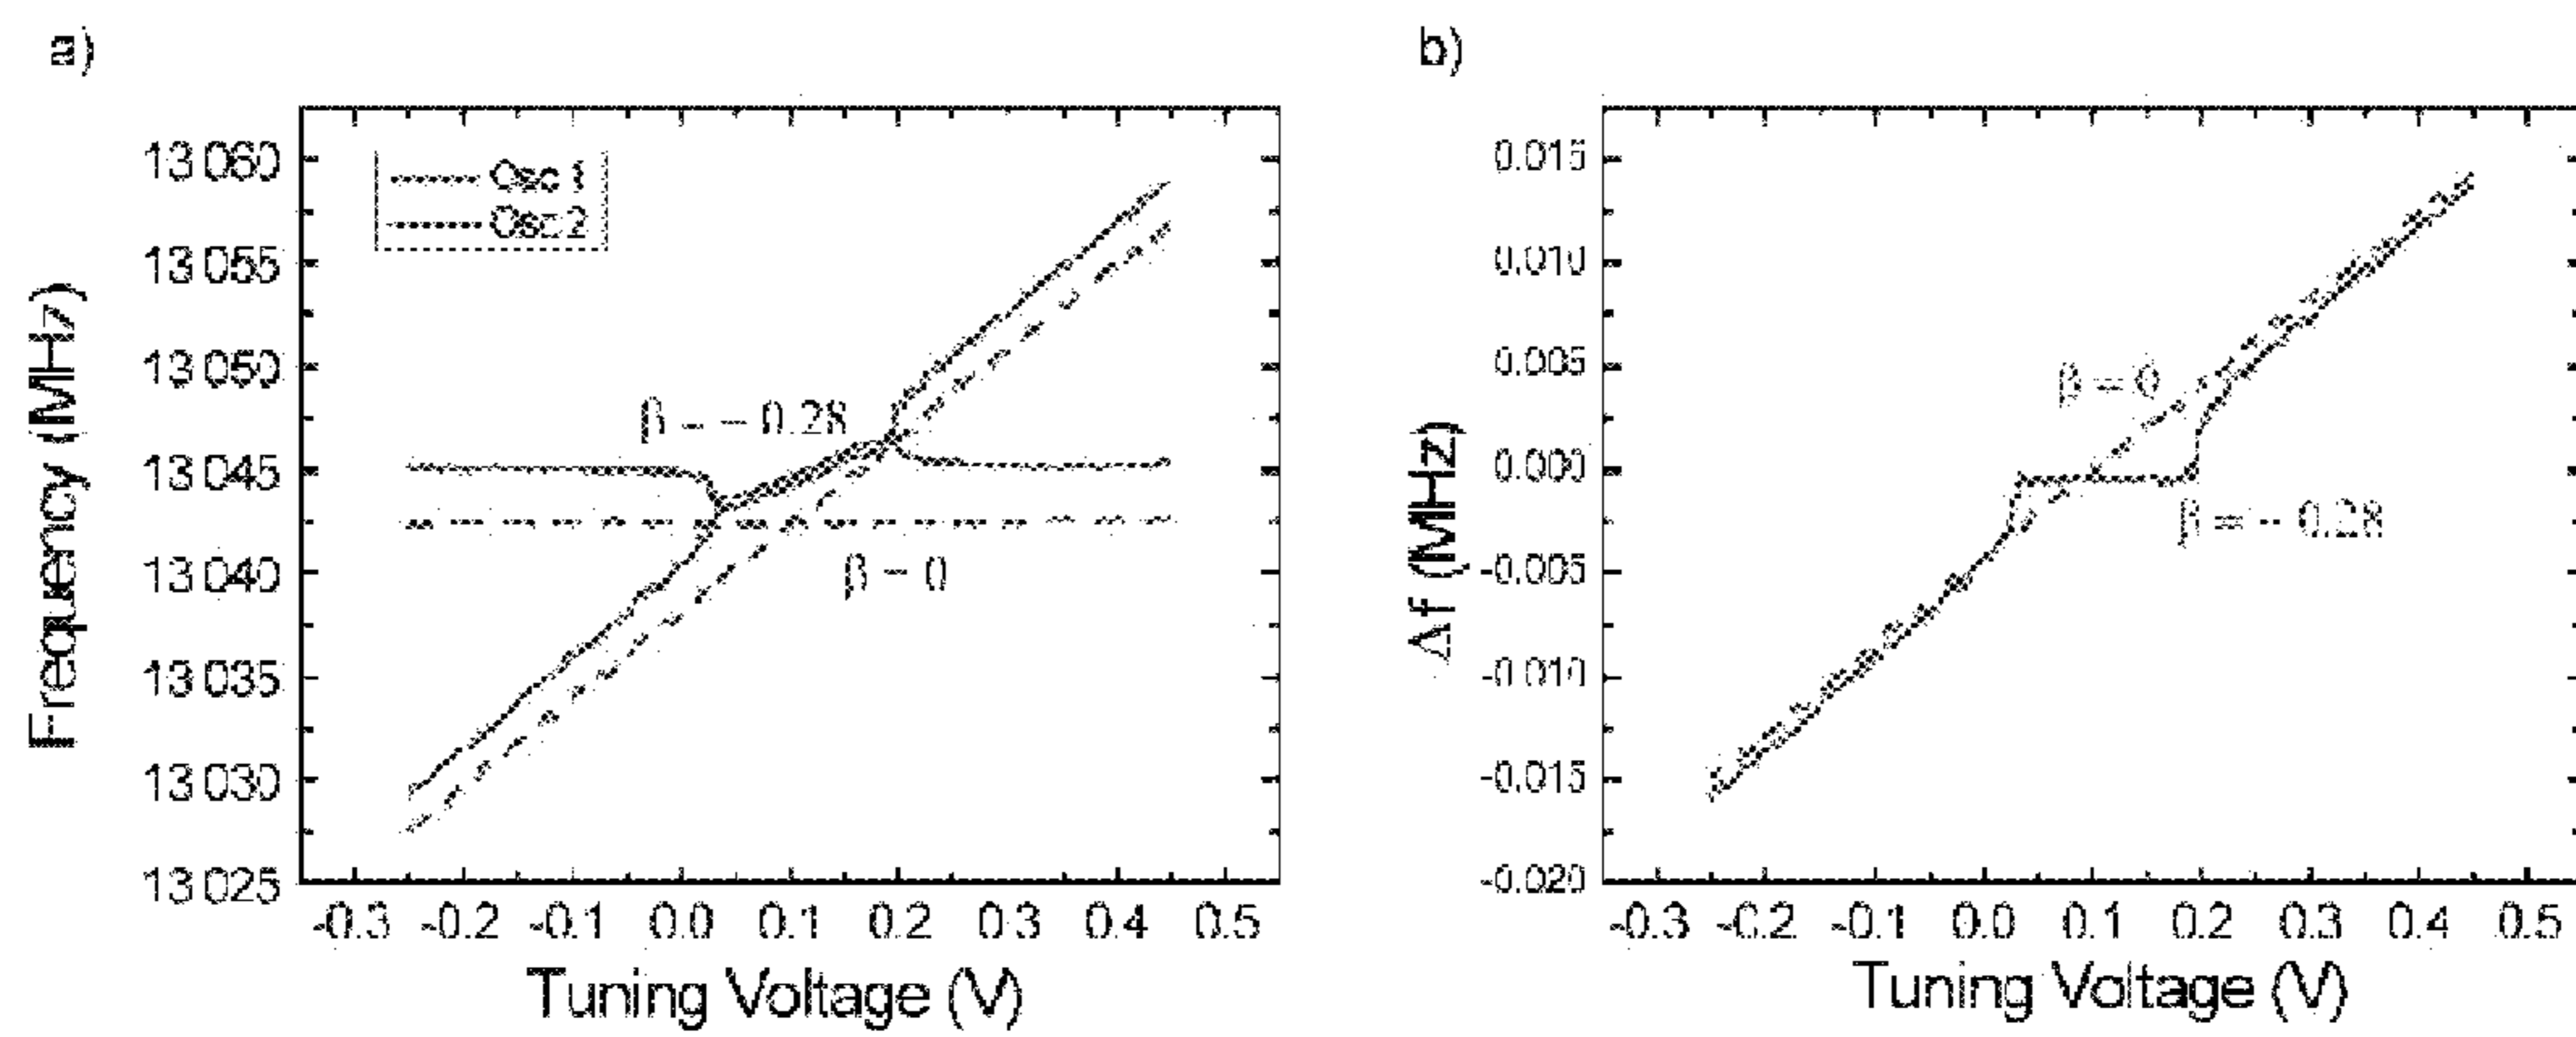 a)
Frequency (MHz)
13 060
13 055
13 050
13 045
13 040
13 035
13 030
13 025
Osc 1
Osc 2
β = - 0.28
β = 0
-0.3 -0.2 -0.1 0.0 0.1 0.2 0.3 0.4 0.5
Tuning Voltage (V)
b)
Δf (MHz)
0.015
0.010
0.005
0.000
-0.005
-0.010
-0.015
-0.020
β = 0
β = - 0.28
-0.3 -0.2 -0.1 0.0 0.1 0.2 0.3 0.4 0.5
Tuning Voltage (V)